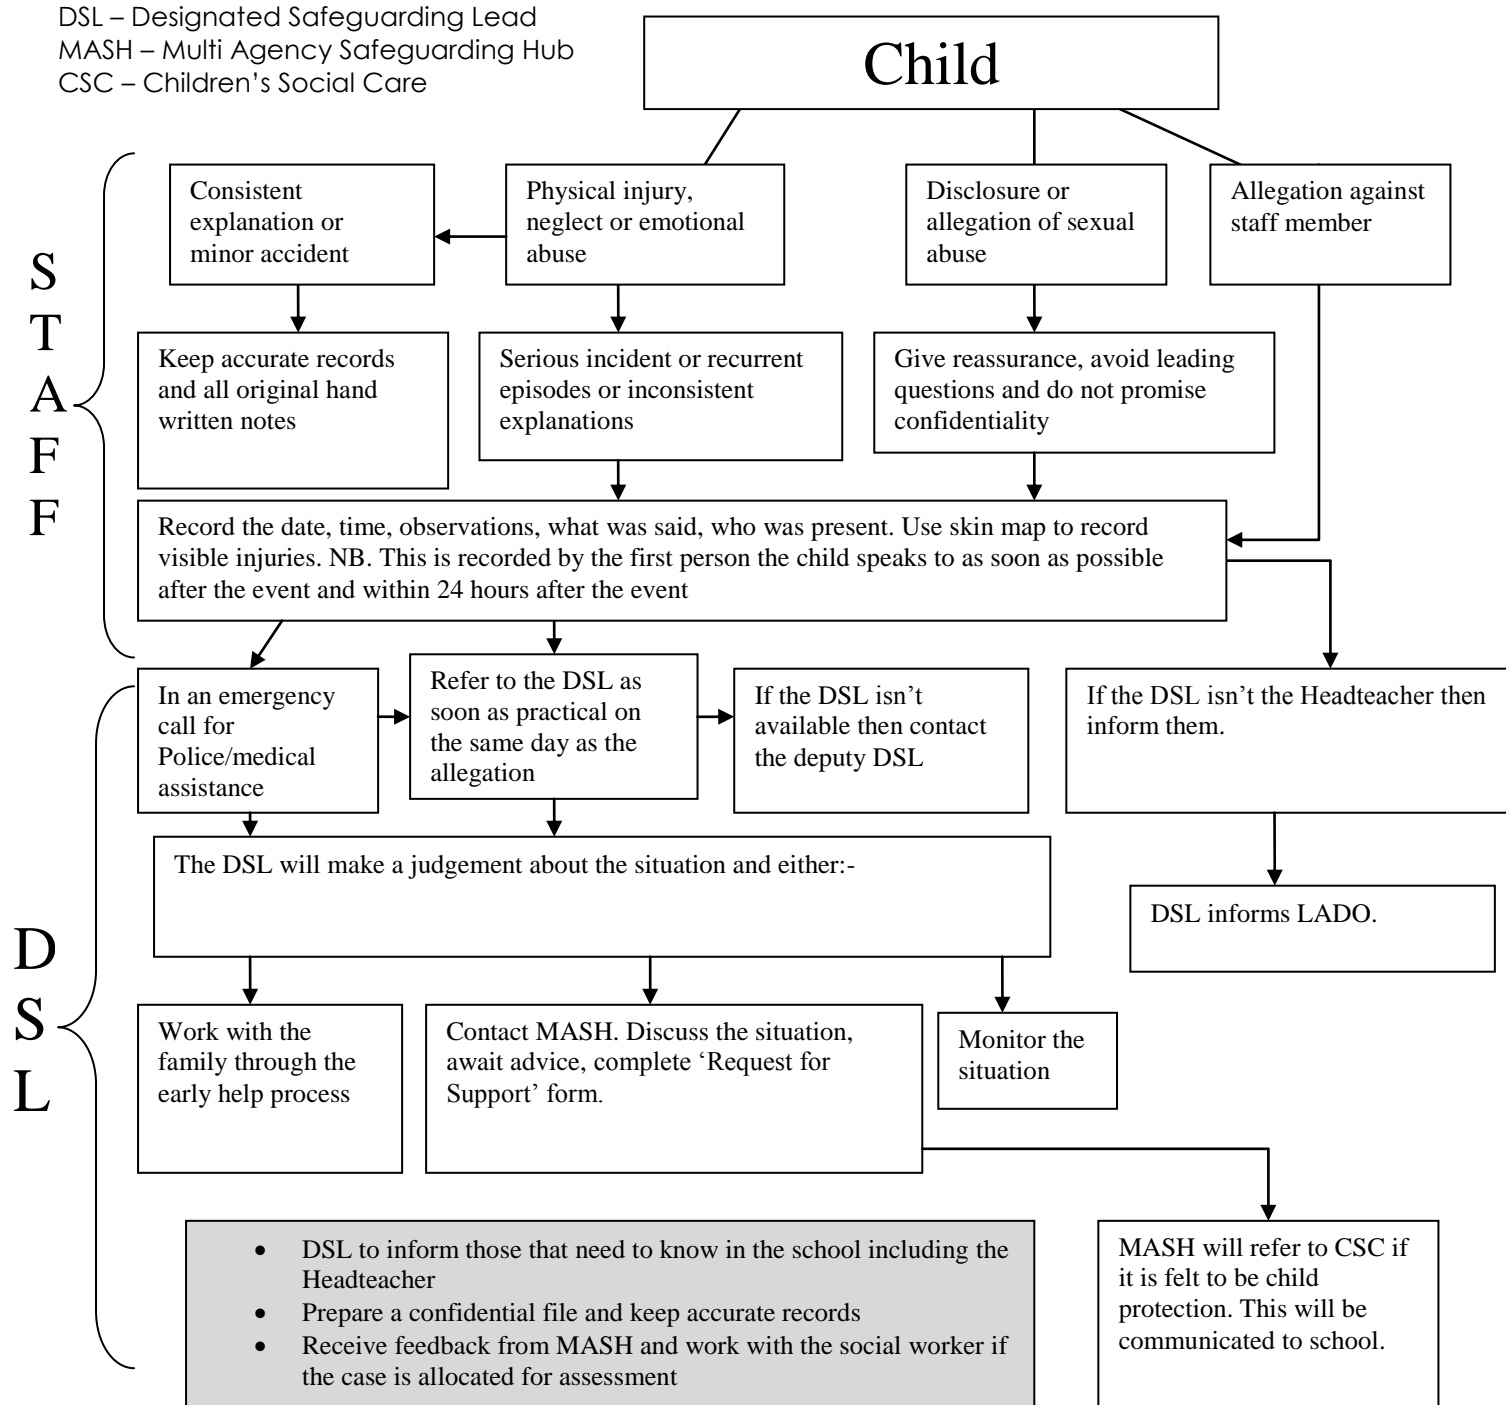 DSL – Designated Safeguarding Lead
MASH – Multi Agency Safeguarding Hub
CSC – Children's Social Care
Child
Consistent
explanation or
minor accident
Physical injury,
neglect or emotional
abuse
Disclosure or
allegation of sexual
abuse
Allegation against
staff member
S
T
A
F
F
Keep accurate records
and all original hand
written notes
Serious incident or recurrent
episodes or inconsistent
explanations
Give reassurance, avoid leading
questions and do not promise
confidentiality
Record the date, time, observations, what was said, who was present. Use skin map to record
visible injuries. NB. This is recorded by the first person the child speaks to as soon as possible
after the event and within 24 hours after the event
In an emergency
call for
Police/medical
assistance
Refer to the DSL as
soon as practical on
the same day as the
allegation
If the DSL isn't
available then contact
the deputy DSL
If the DSL isn't the Headteacher then
inform them.
D
S
L
The DSL will make a judgement about the situation and either:-
DSL informs LADO.
Work with the
family through the
early help process
Contact MASH. Discuss the situation,
await advice, complete 'Request for
Support' form.
Monitor the
situation
• DSL to inform those that need to know in the school including the
Headteacher
• Prepare a confidential file and keep accurate records
• Receive feedback from MASH and work with the social worker if
the case is allocated for assessment
MASH will refer to CSC if
it is felt to be child
protection. This will be
communicated to school.